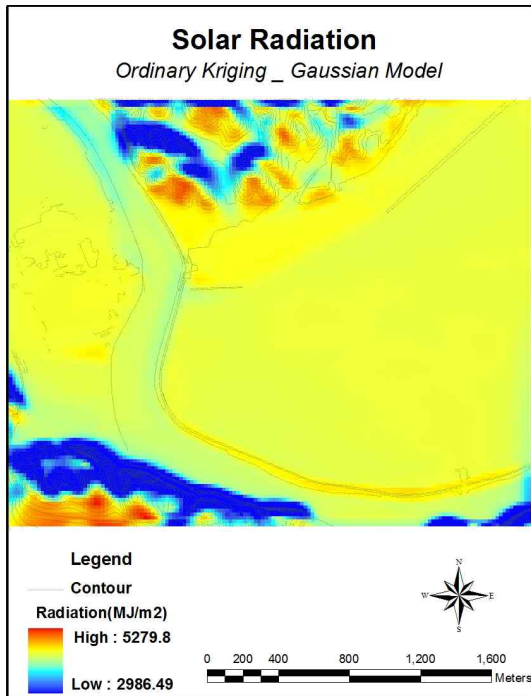 Solar Radiation
Ordinary Kriging _ Gaussian Model
Legend
Contour
Radiation(MJ/m2)
High : 5279.8
Low : 2986.49
N
W E
S
0 200 400 800 1,200 1,600
Meters